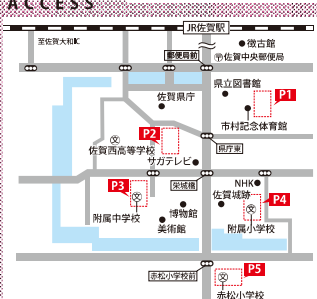 ACCESS
JR佐賀駅
至佐賀大和IC
徴古館
郵便局前
〒佐賀中央郵便局
県立図書館
佐賀県庁
P1
市村記念体育館
P2
文
佐賀西高等学校
県庁東
サガテレビ
P3
栄城橋
NHK
文
佐賀城跡
P4
附属中学校
博物館
文
美術館
附属小学校
赤松小学校前
P5
文
赤松小学校